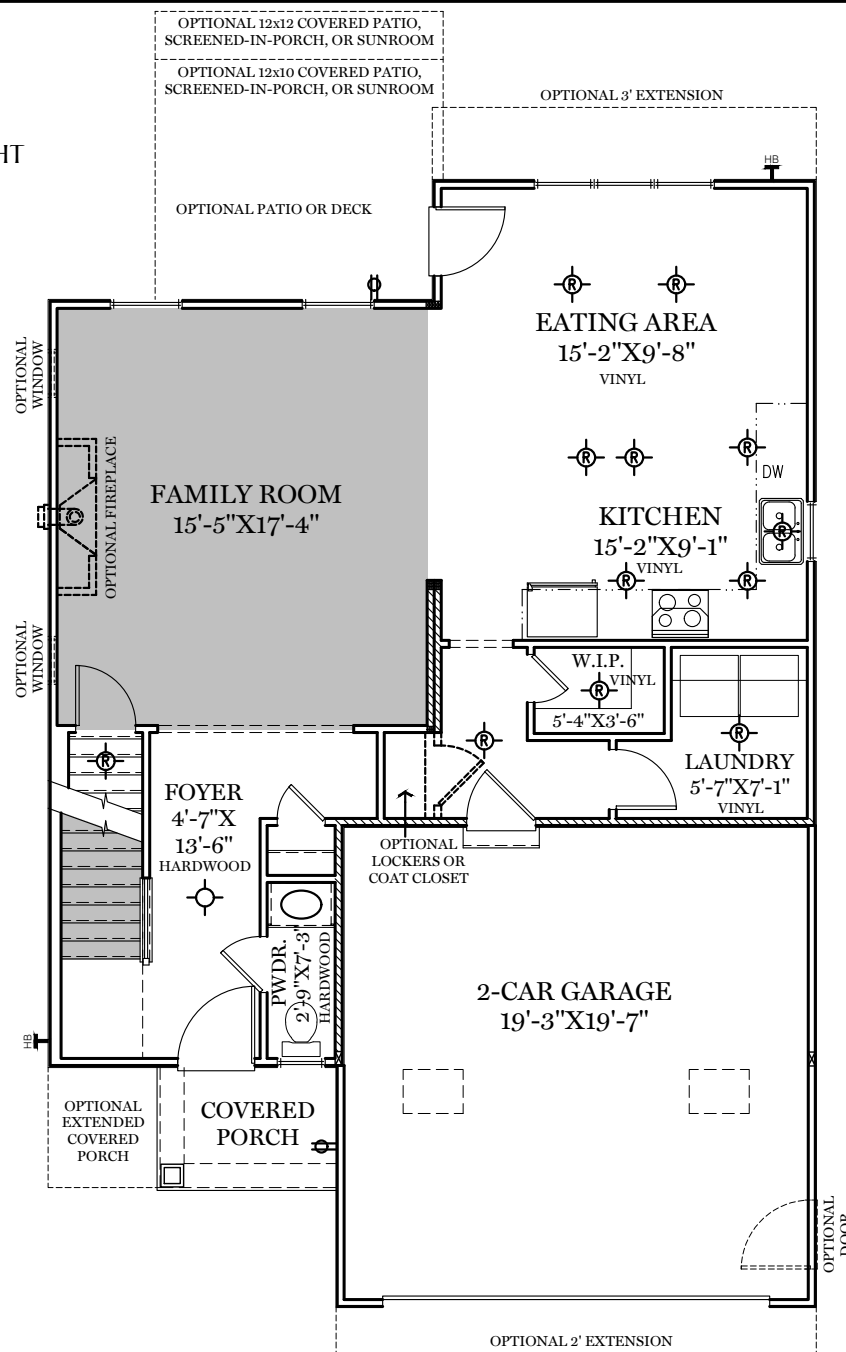 OPTIONAL 12x12 COVERED PATIO,
SCREENED-IN-PORCH, OR SUNROOM
OPTIONAL 12x10 COVERED PATIO,
SCREENED-IN-PORCH, OR SUNROOM
OPTIONAL 3' EXTENSION
HT
HB
OPTIONAL PATIO OR DECK
R
R
EATING AREA
15'-2"X9'-8"
VINYL
OPTIONAL
WINDOW
OPTIONAL FIREPLACE
FAMILY ROOM
15'-5"X17'-4"
R
R
R
DW
KITCHEN
15'-2"X9'-1"
VINYL
R
R
R
OPTIONAL
WINDOW
W.I.P.
VINYL
R
5'-4"X3'-6"
R
R
R
LAUNDRY
5'-7"X7'-1"
VINYL
FOYER
4'-7"X
13'-6"
HARDWOOD
OPTIONAL
LOCKERS OR
COAT CLOSET
PWDR.
2'-9"X7'-3"
HARDWOOD
2-CAR GARAGE
19'-3"X19'-7"
HB
OPTIONAL
EXTENDED
COVERED
PORCH
COVERED
PORCH
OPTIONAL
DOOR
OPTIONAL 2' EXTENSION